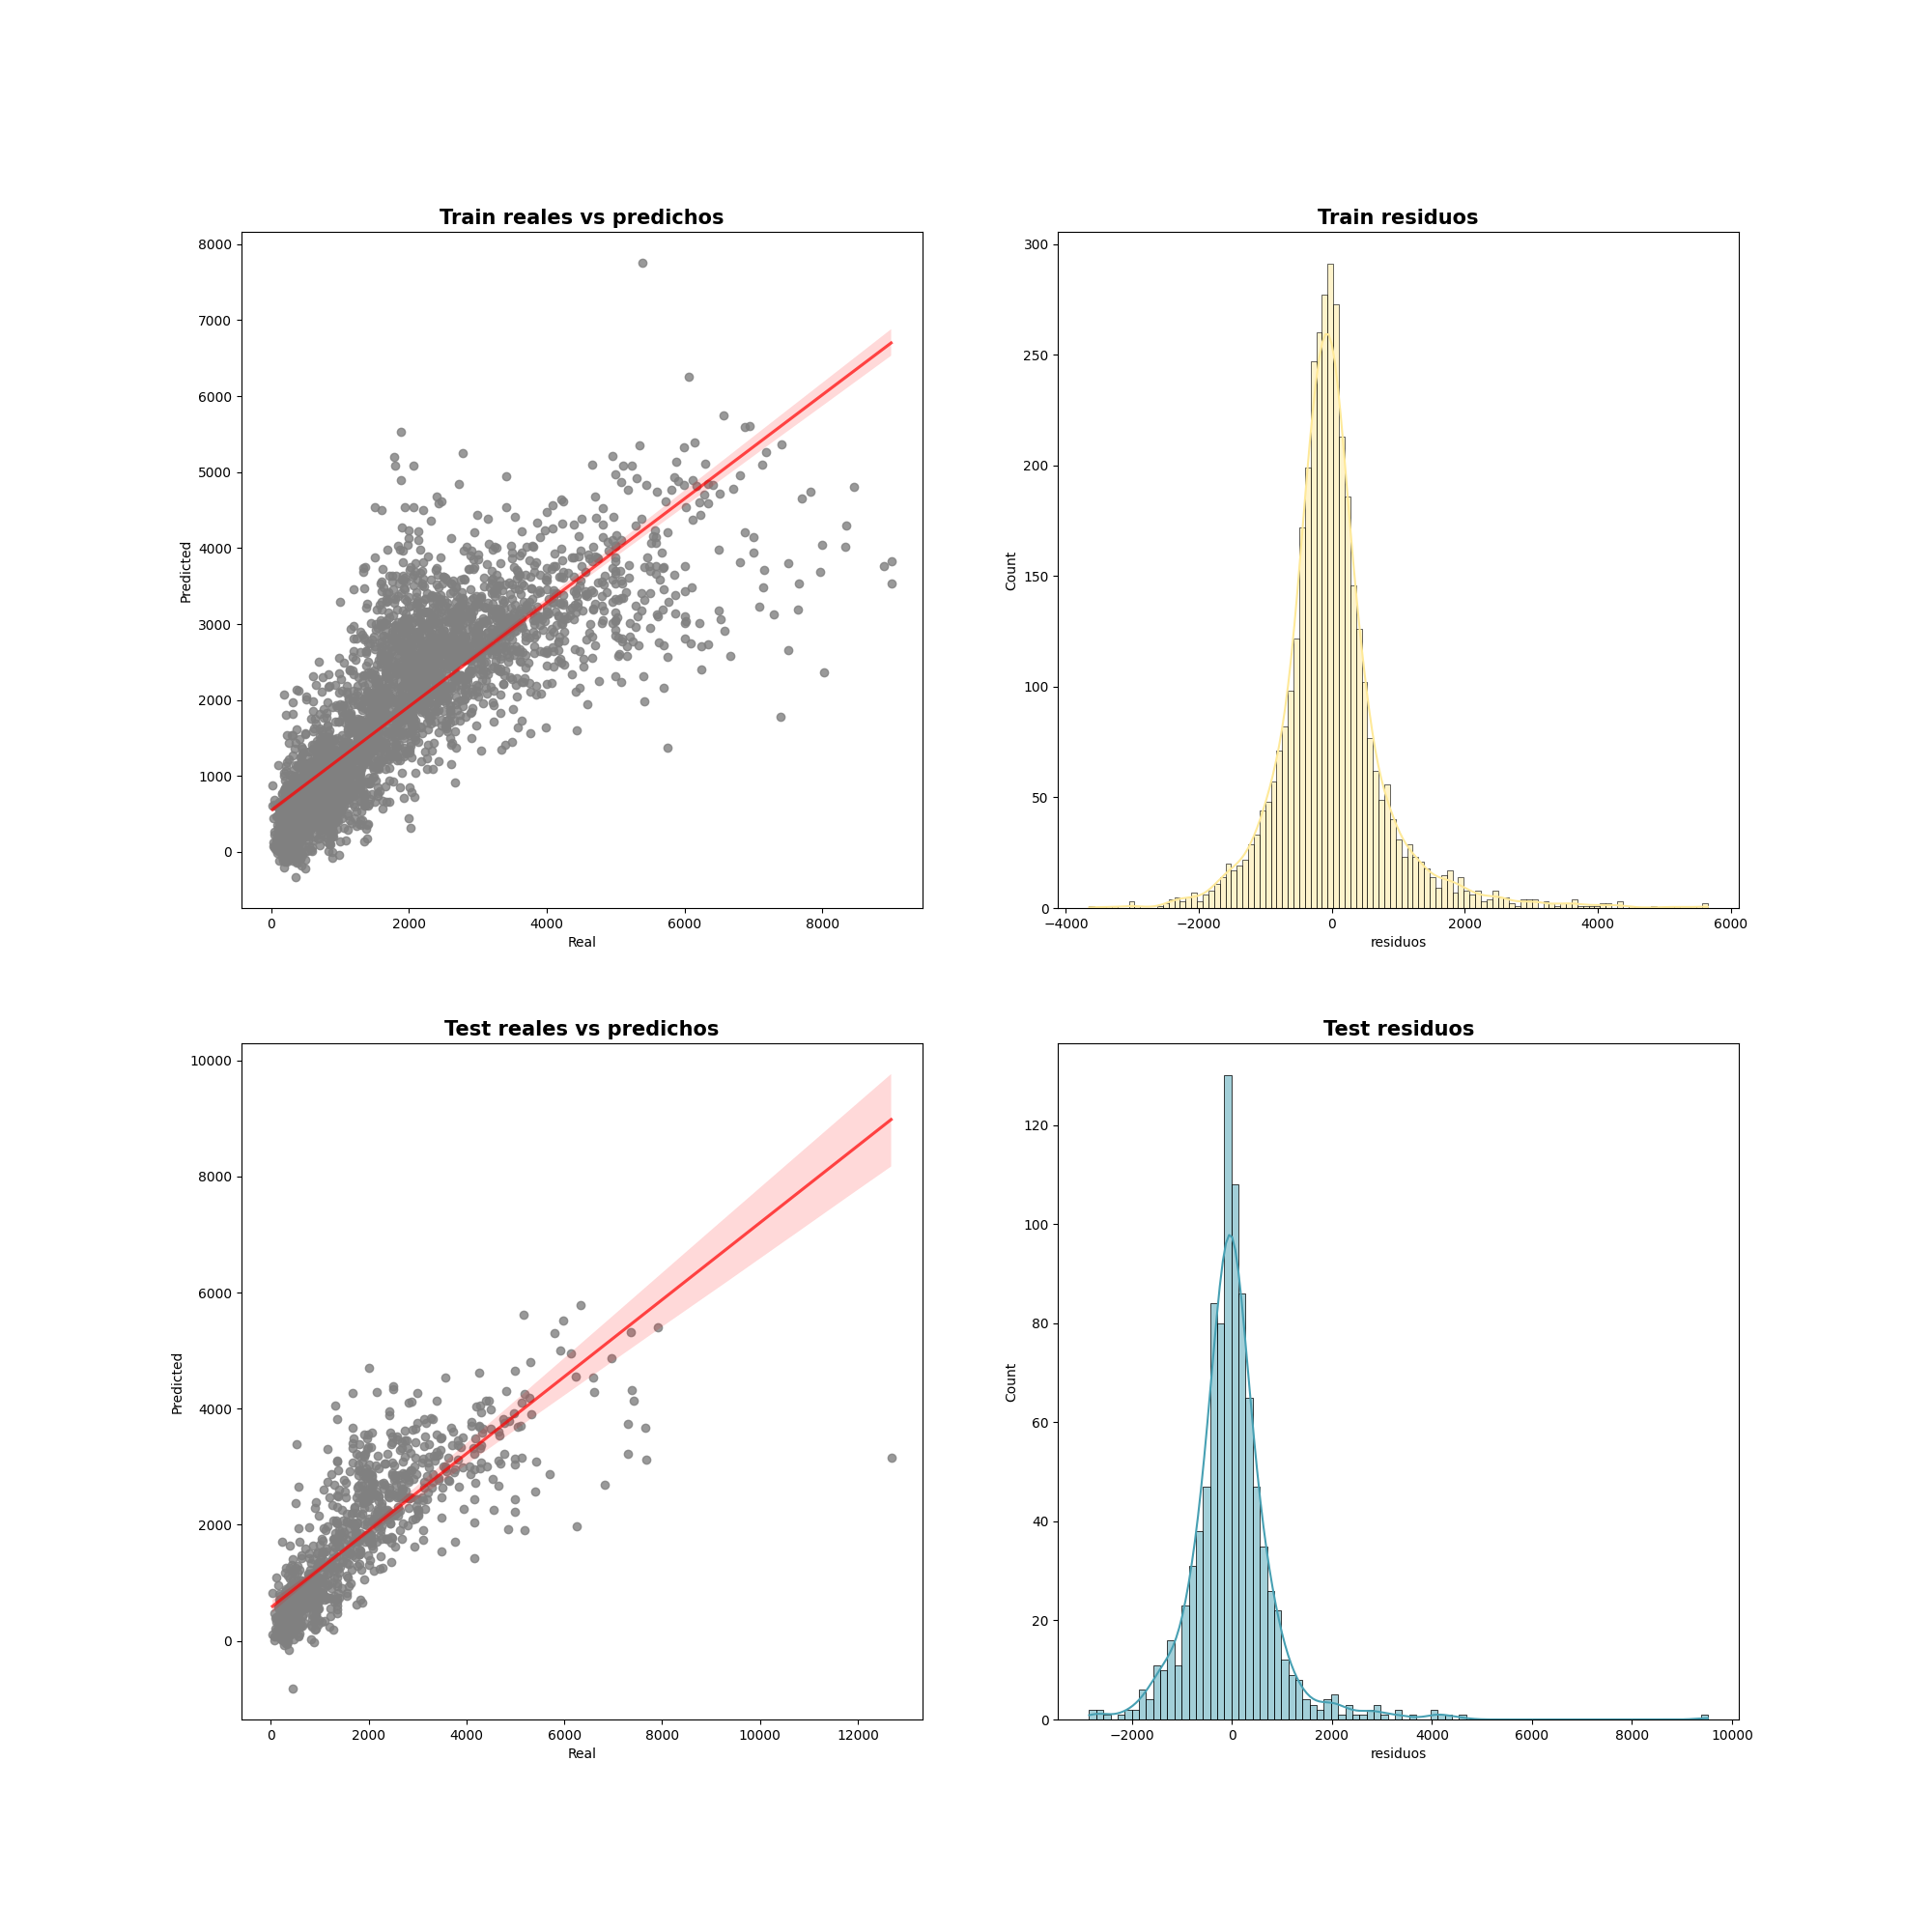 Train reales vs predichos
8000
7000
6000
5000
4000
3000
2000
1000
0
Predicted
0 2000 4000 6000 8000
Real
Train residuos
300
250
200
150
100
50
0
Count
−4000 −2000 0 2000 4000 6000
residuos
Test reales vs predichos
10000
8000
6000
4000
2000
0
Predicted
0 2000 4000 6000 8000 10000 12000
Real
Test residuos
120
100
80
60
40
20
0
Count
−2000 0 2000 4000 6000 8000 10000
residuos